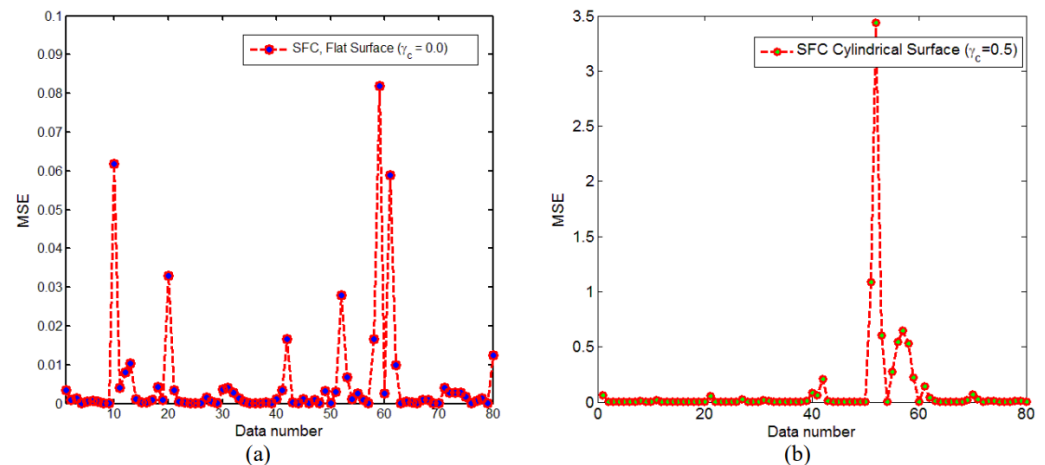 0.1
0.09
0.08
0.07
0.06
0.05
0.04
0.03
0.02
0.01
0
MSE
SFC, Flat Surface (γc = 0.0)
10 20 30 40 50 60 70 80
Data number
(a)
3.5
3
2.5
2
1.5
1
0.5
0
MSE
SFC Cylindrical Surface (γc=0.5)
0 20 40 60 80
Data number
(b)